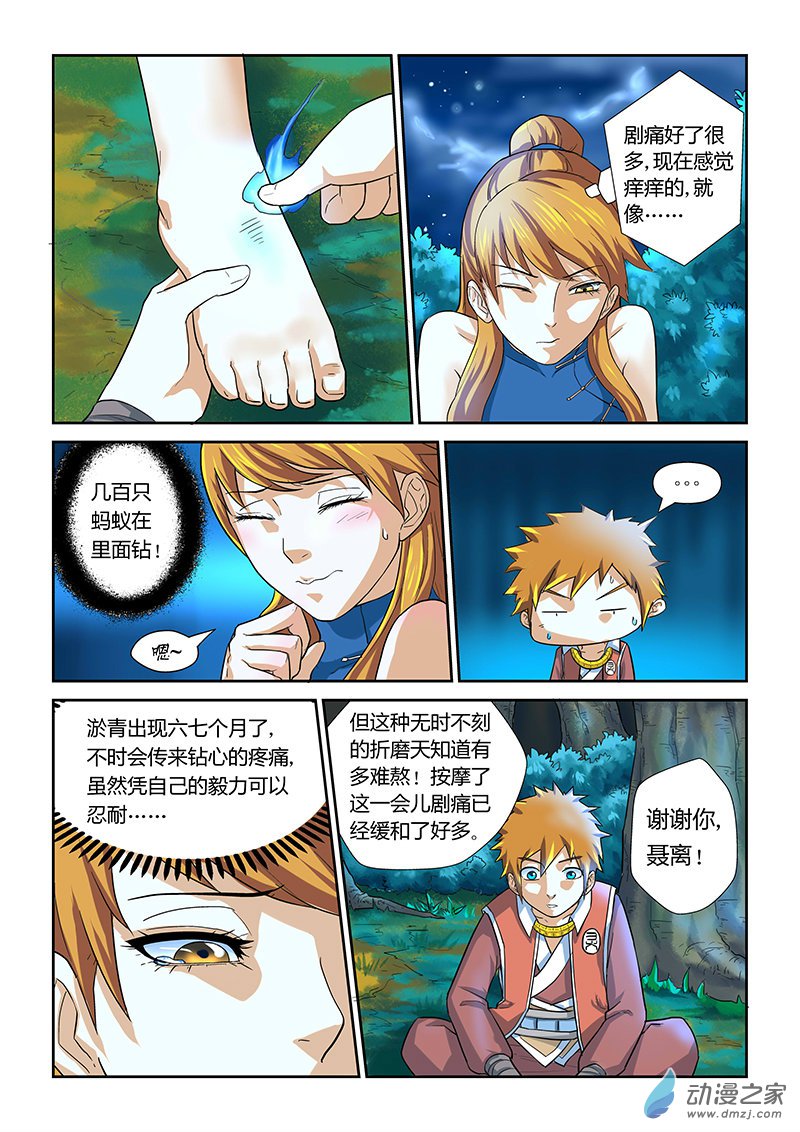 剧痛好了很
多，现在感觉
痒痒的，就
像……
几百只
蚂蚁在
里面钻！
嗯~
。。。
淤青出现六七个月了，
不时会传来钻心的疼痛，
虽然凭自己的毅力可以
忍耐……
但这种无时不刻
的折磨天知道有
多难熬！按摩了
这一会儿剧痛已
经缓和了好多。
谢谢你，
聂离！
动漫之家
www.dmzj.com